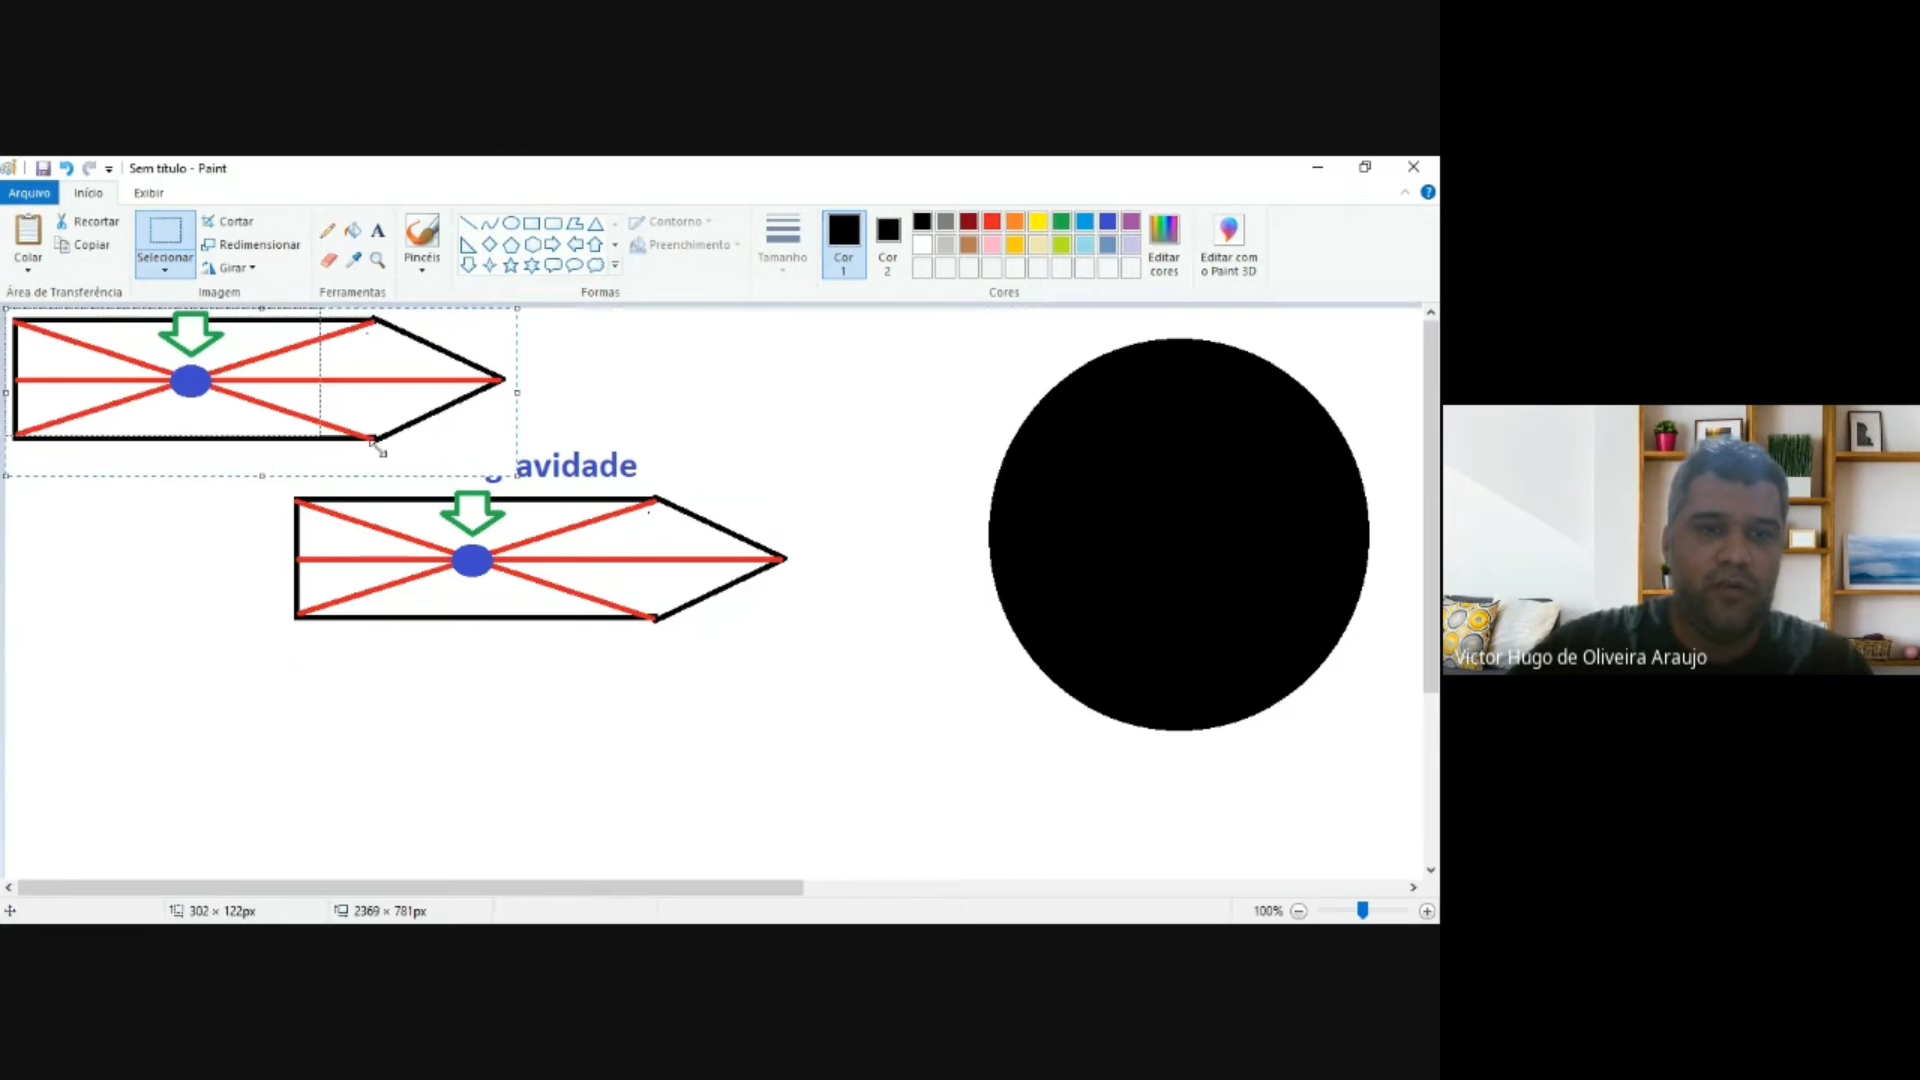 Sem título - Paint
Arquivo
Início
Exibir
Colar
Recortar
Copiar
Área de Transferência
Selecionar
Cortar
Redimensionar
Girar
Imagem
A
Ferramentas
Pincéis
Contorno
Preenchimento
Formas
Tamanho
Cor
1
Cor
2
Cores
Editar
cores
Editar com
o Paint 3D
?
gravidade
Victor Hugo de Oliveira Araujo
302 × 122px
2369 × 781px
100%